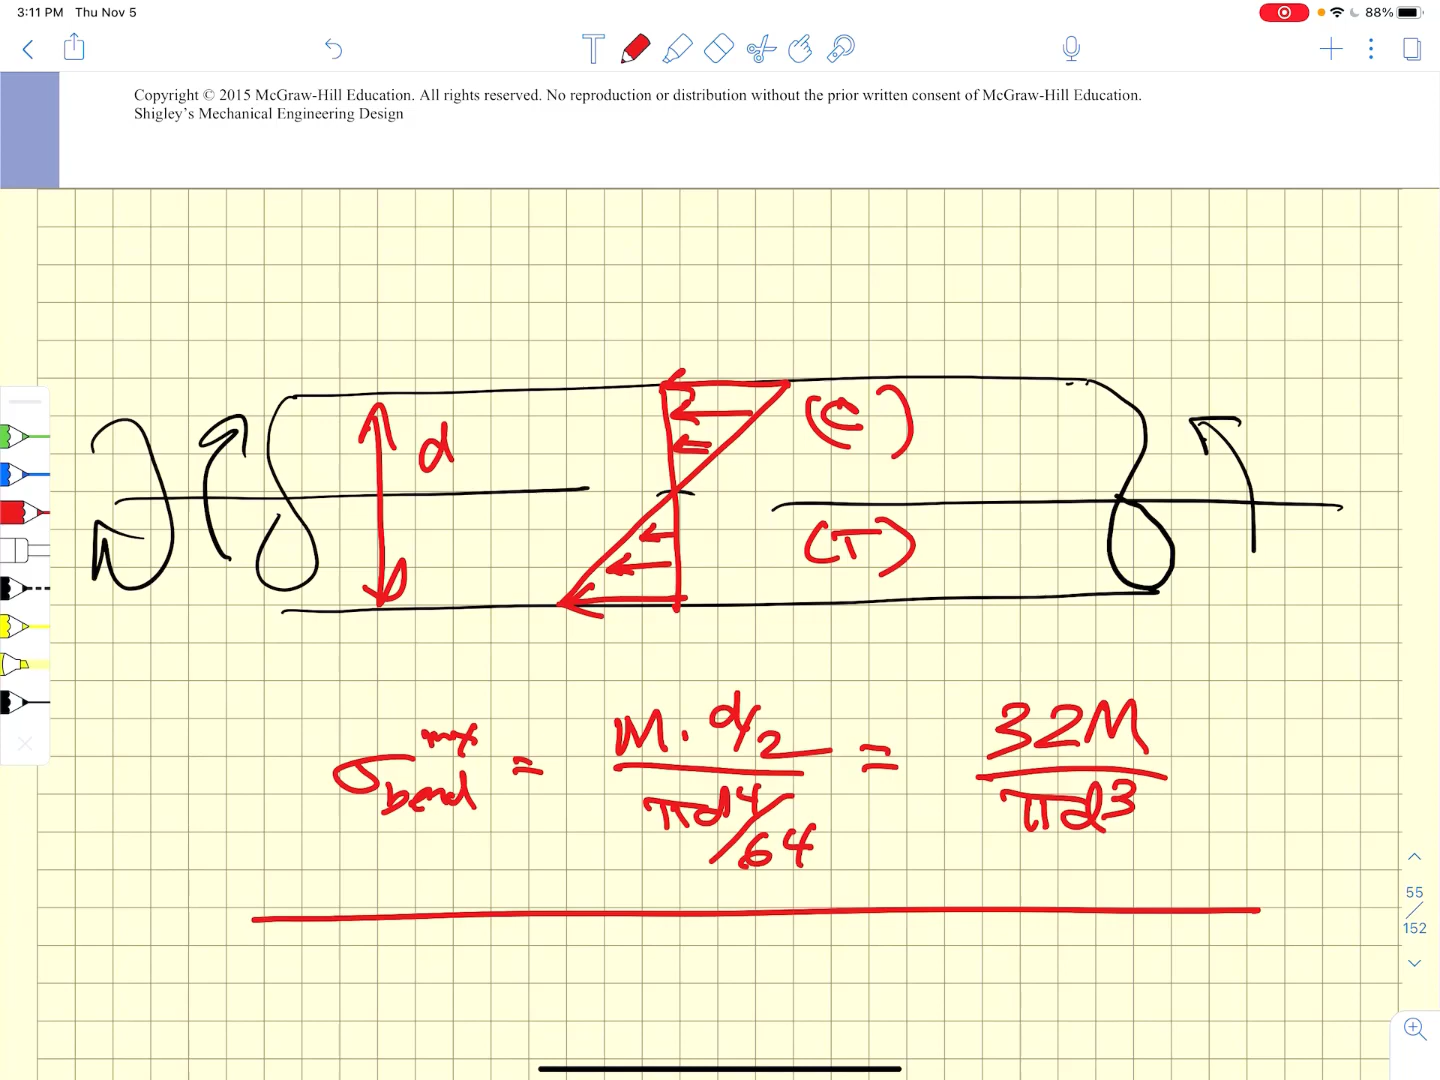 3:11 PM Thu Nov 5
88%
Copyright © 2015 McGraw-Hill Education. All rights reserved. No reproduction or distribution without the prior written consent of McGraw-Hill Education.
Shigley's Mechanical Engineering Design
d
(C)
(T)
σ_bend^max = M · d/2 / πd⁴/64 = 32M / πd³
55 / 152